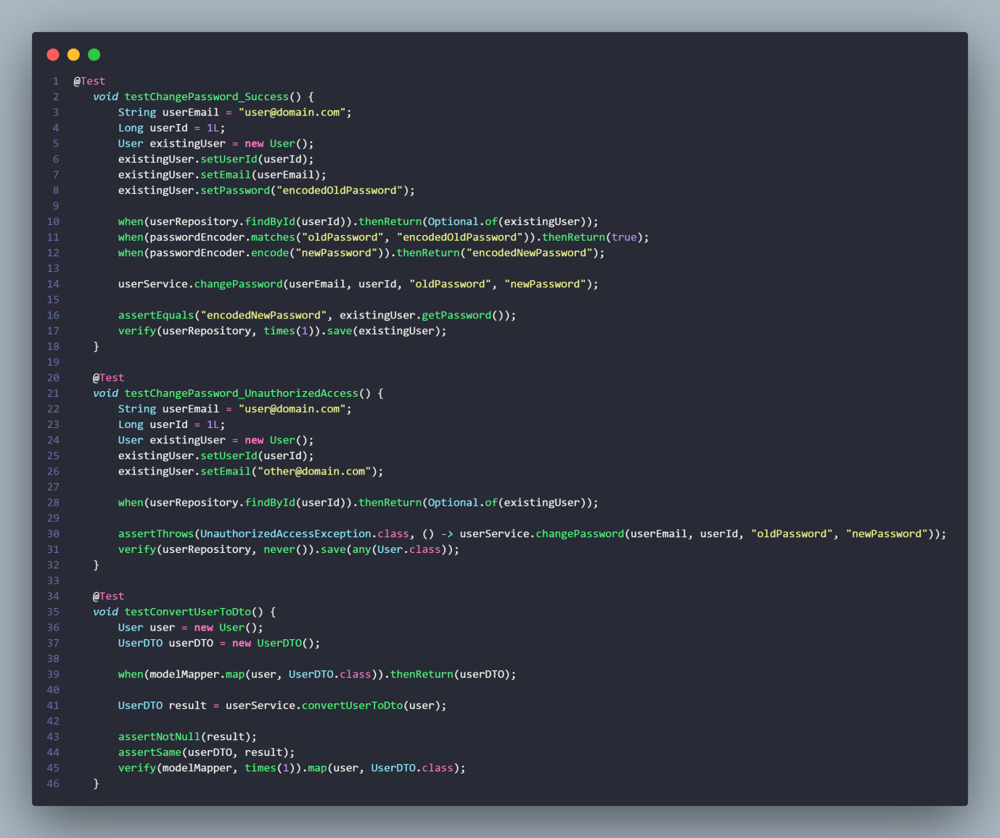 1 @Test
2 void testChangePassword_Success() {
3 String userEmail = "user@domain.com";
4 Long userId = 1L;
5 User existingUser = new User();
6 existingUser.setUserId(userId);
7 existingUser.setEmail(userEmail);
8 existingUser.setPassword("encodedOldPassword");
9
10 when(userRepository.findById(userId)).thenReturn(Optional.of(existingUser));
11 when(passwordEncoder.matches("oldPassword", "encodedOldPassword")).thenReturn(true);
12 when(passwordEncoder.encode("newPassword")).thenReturn("encodedNewPassword");
13
14 userService.changePassword(userEmail, userId, "oldPassword", "newPassword");
15
16 assertEquals("encodedNewPassword", existingUser.getPassword());
17 verify(userRepository, times(1)).save(existingUser);
18 }
19
20 @Test
21 void testChangePassword_UnauthorizedAccess() {
22 String userEmail = "user@domain.com";
23 Long userId = 1L;
24 User existingUser = new User();
25 existingUser.setUserId(userId);
26 existingUser.setEmail("other@domain.com");
27
28 when(userRepository.findById(userId)).thenReturn(Optional.of(existingUser));
29
30 assertThrows(UnauthorizedAccessException.class, () -> userService.changePassword(userEmail, userId, "oldPassword", "newPassword"));
31 verify(userRepository, never()).save(any(User.class));
32 }
33
34 @Test
35 void testConvertUserToDto() {
36 User user = new User();
37 UserDTO userDTO = new UserDTO();
38
39 when(modelMapper.map(user, UserDTO.class)).thenReturn(userDTO);
40
41 UserDTO result = userService.convertUserToDto(user);
42
43 assertNotNull(result);
44 assertSame(userDTO, result);
45 verify(modelMapper, times(1)).map(user, UserDTO.class);
46 }